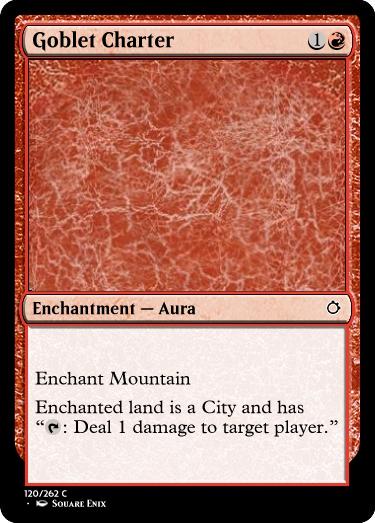 Goblet Charter 1
Enchantment — Aura
Enchant Mountain
Enchanted land is a City and has
“: Deal 1 damage to target player.”
120/262 C
· Square Enix